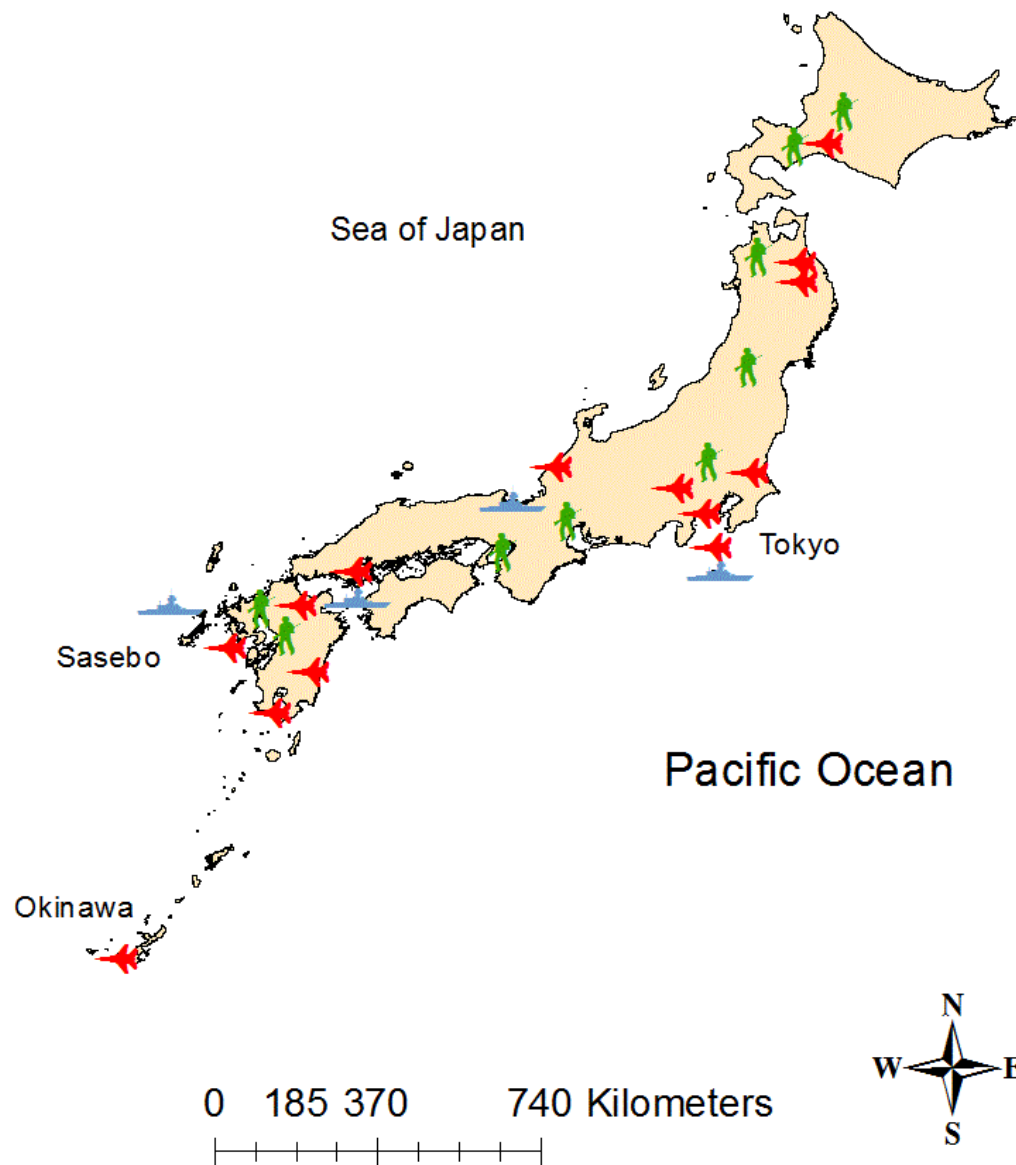 Sea of Japan
Tokyo
Sasebo
Pacific Ocean
Okinawa
N
W E
S
0 185 370 740 Kilometers